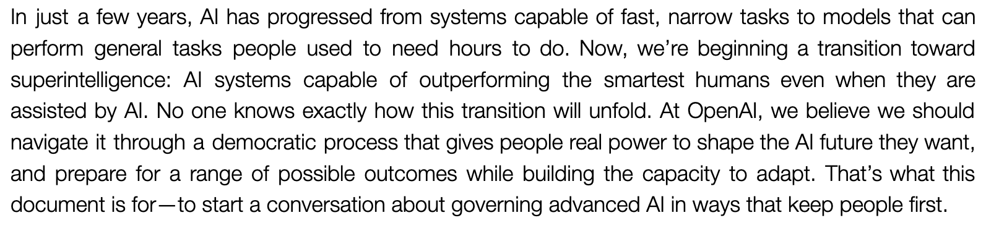 In just a few years, AI has progressed from systems capable of fast, narrow tasks to models that can
perform general tasks people used to need hours to do. Now, we’re beginning a transition toward
superintelligence: AI systems capable of outperforming the smartest humans even when they are
assisted by AI. No one knows exactly how this transition will unfold. At OpenAI, we believe we should
navigate it through a democratic process that gives people real power to shape the AI future they want,
and prepare for a range of possible outcomes while building the capacity to adapt. That’s what this
document is for—to start a conversation about governing advanced AI in ways that keep people first.